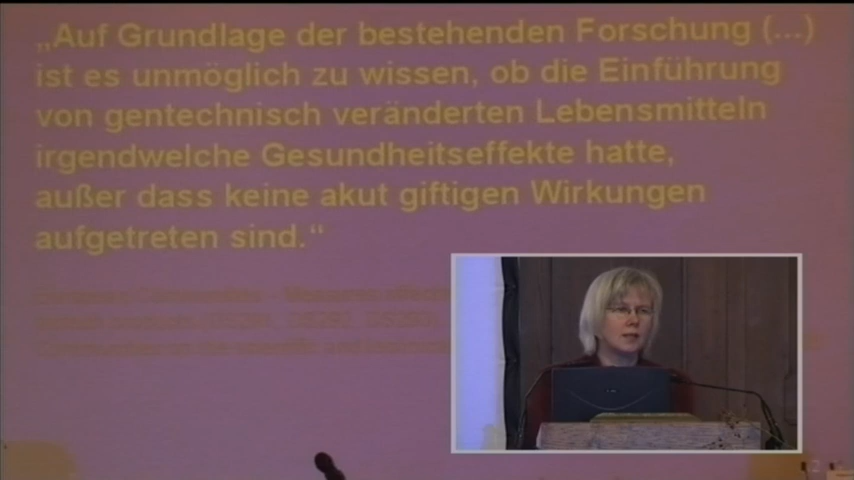 „Auf Grundlage der bestehenden Forschung (...)
ist es unmöglich zu wissen, ob die Einführung
von gentechnisch veränderten Lebensmitteln
irgendwelche Gesundheitseffekte hatte,
außer dass keine akut giftigen Wirkungen
aufgetreten sind.“